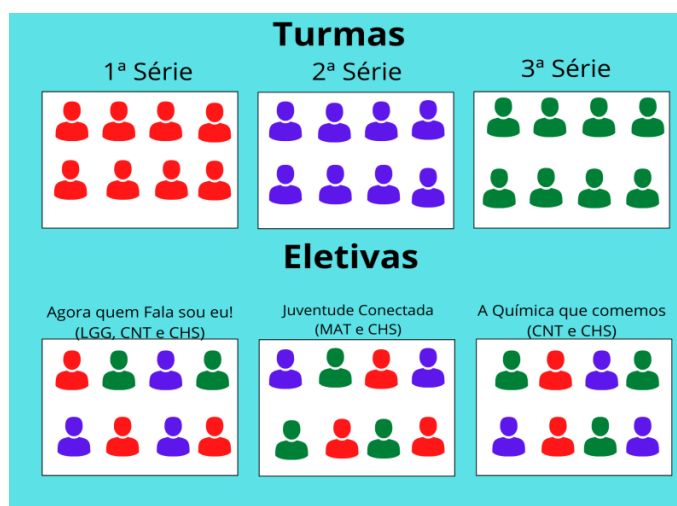 Turmas
1ª Série
2ª Série
3ª Série
Eletivas
Agora quem Fala sou eu!
(LGG, CNT e CHS)
Juventude Conectada
(MAT e CHS)
A Química que comemos
(CNT e CHS)